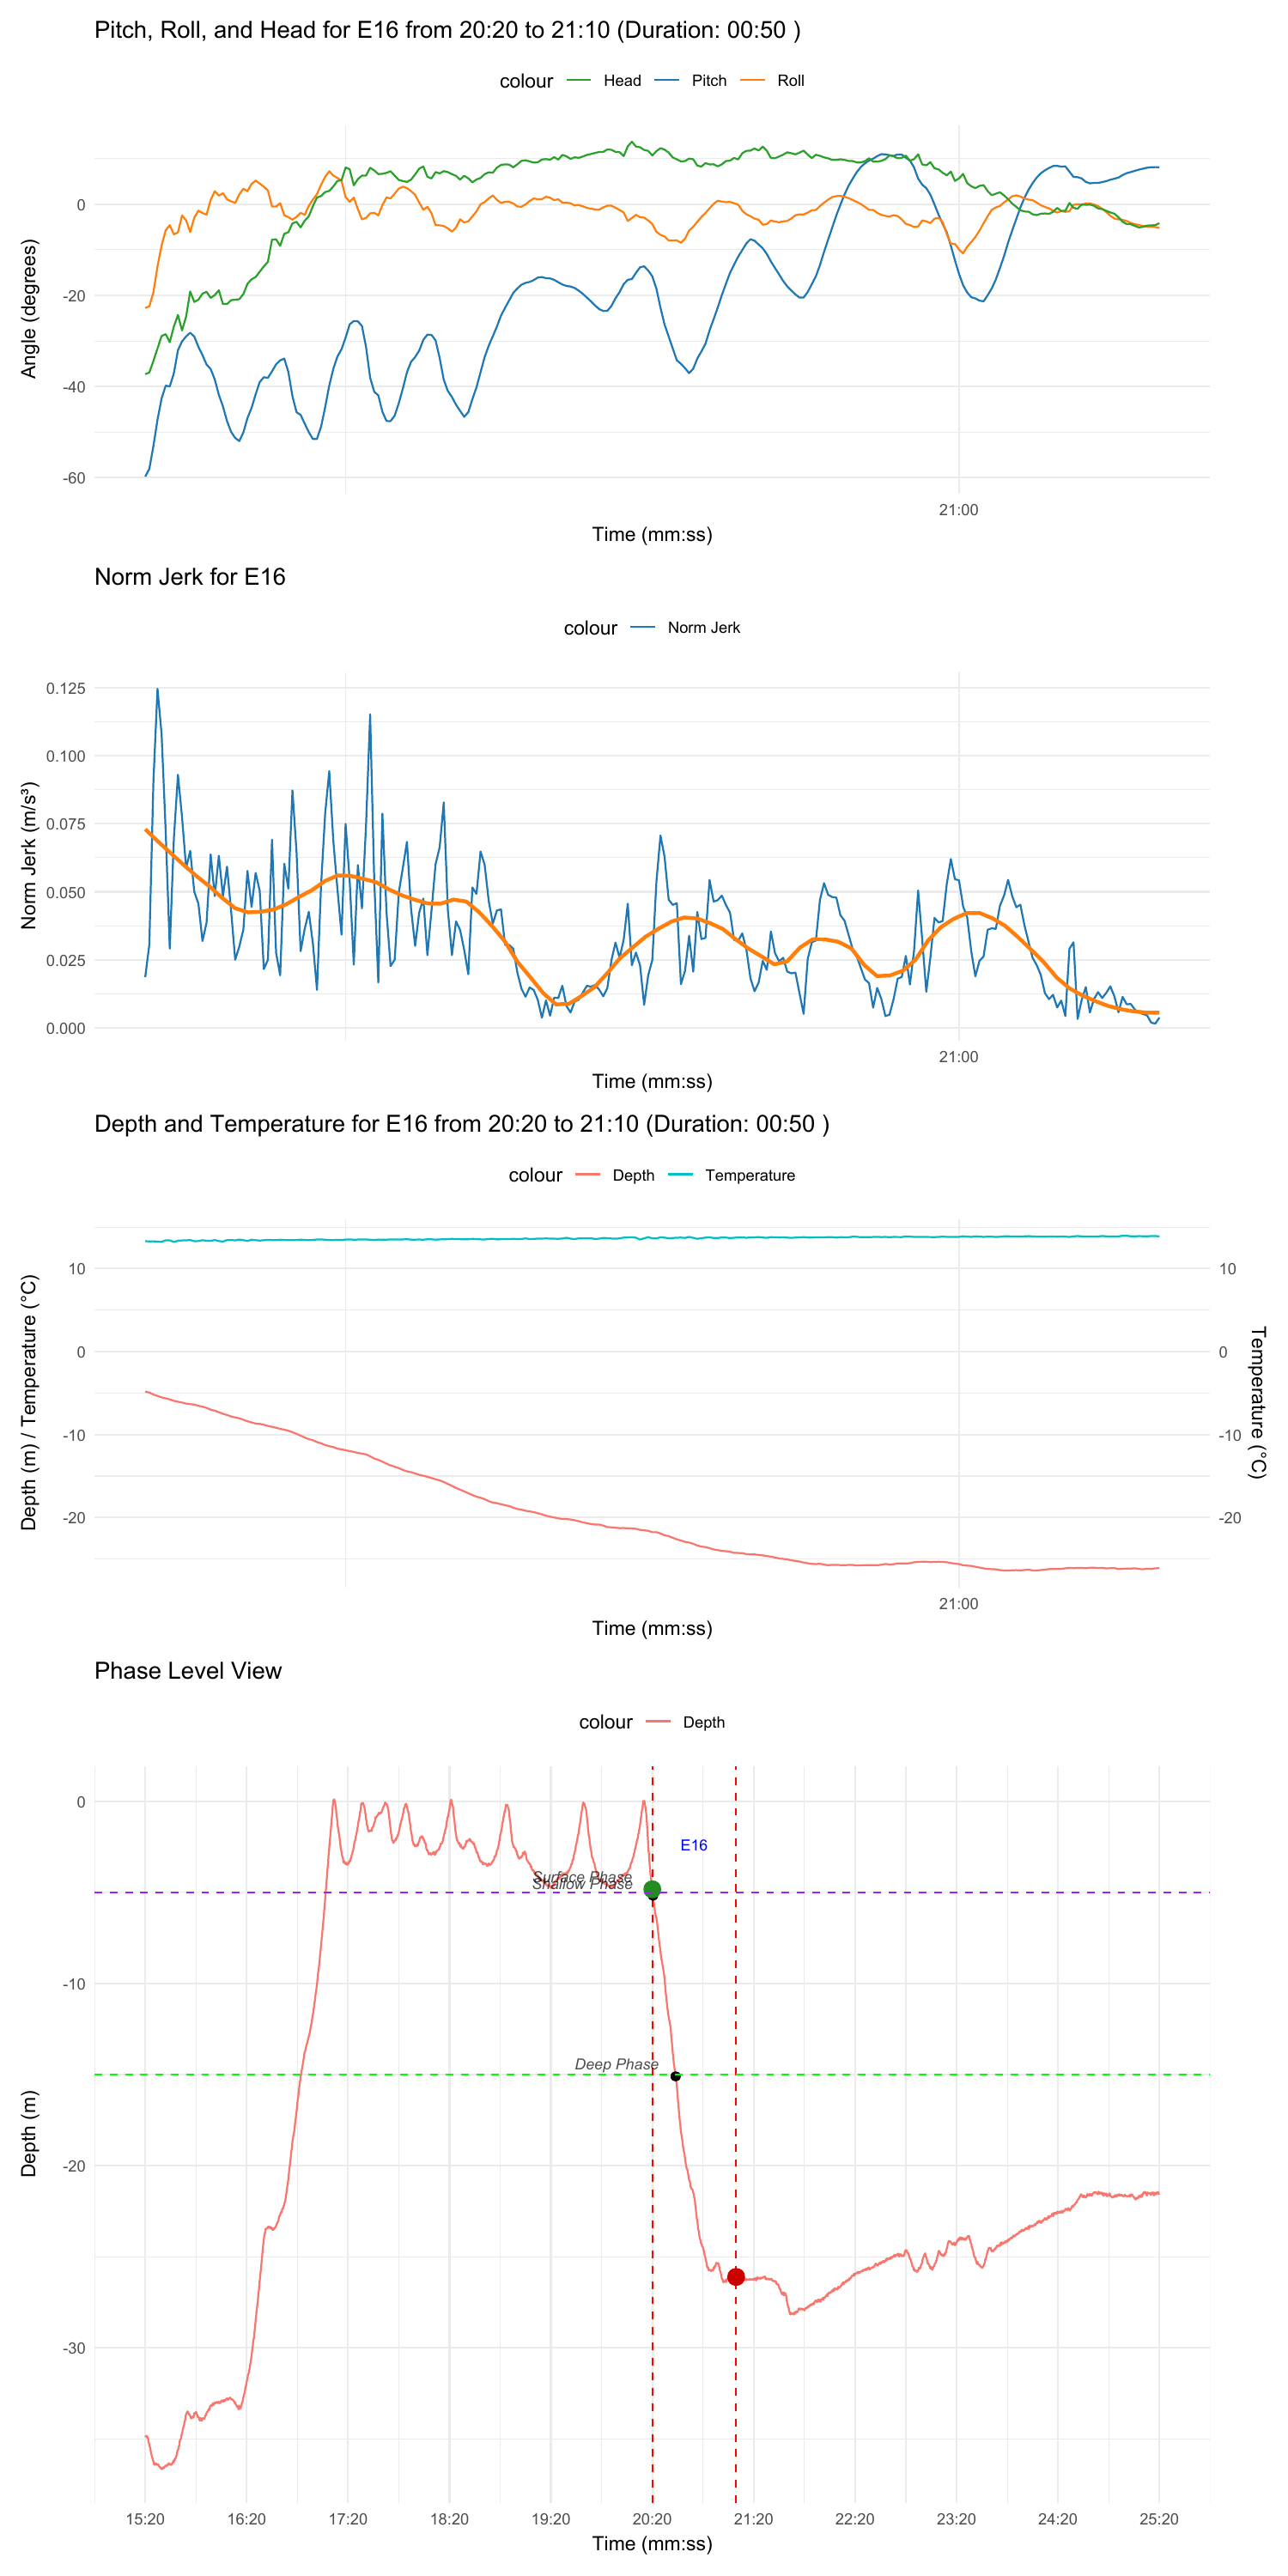 Pitch, Roll, and Head for E16 from 20:20 to 21:10 (Duration: 00:50 )
colour Head Pitch Roll
0
-20
-40
-60
Angle (degrees)
21:00
Time (mm:ss)
Norm Jerk for E16
colour Norm Jerk
0.125
0.100
0.075
0.050
0.025
0.000
Norm Jerk (m/s³)
21:00
Time (mm:ss)
Depth and Temperature for E16 from 20:20 to 21:10 (Duration: 00:50 )
colour Depth Temperature
10 10
0 0
-10 -10
-20 -20
Depth (m) / Temperature (°C)
Temperature (°C)
21:00
Time (mm:ss)
Phase Level View
colour Depth
0
E16
Surface Phase
Shallow Phase
-10
Deep Phase
-20
-30
Depth (m)
15:20 16:20 17:20 18:20 19:20 20:20 21:20 22:20 23:20 24:20 25:20
Time (mm:ss)